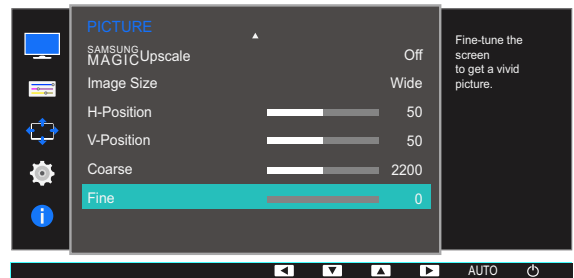 PICTURE
SAMSUNG
MAGICUpscale Off
Image Size Wide
H-Position 50
V-Position 50
Coarse 2200
Fine 0
Fine-tune the
screen
to get a vivid
picture.
AUTO